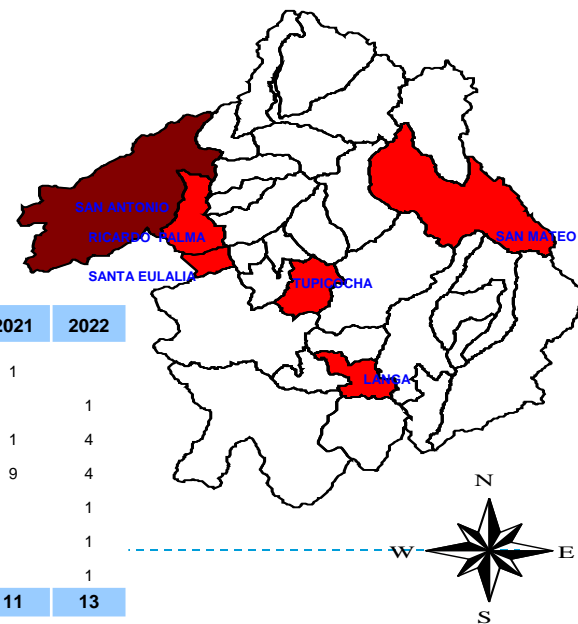 SAN ANTONIO
RICARDO PALMA
SAN MATEO
SANTA EULALIA
TUPICOCHA
2021 2022
1
LANGA
1
1 4
9 4
1
1
1
11 13
N
W E
S